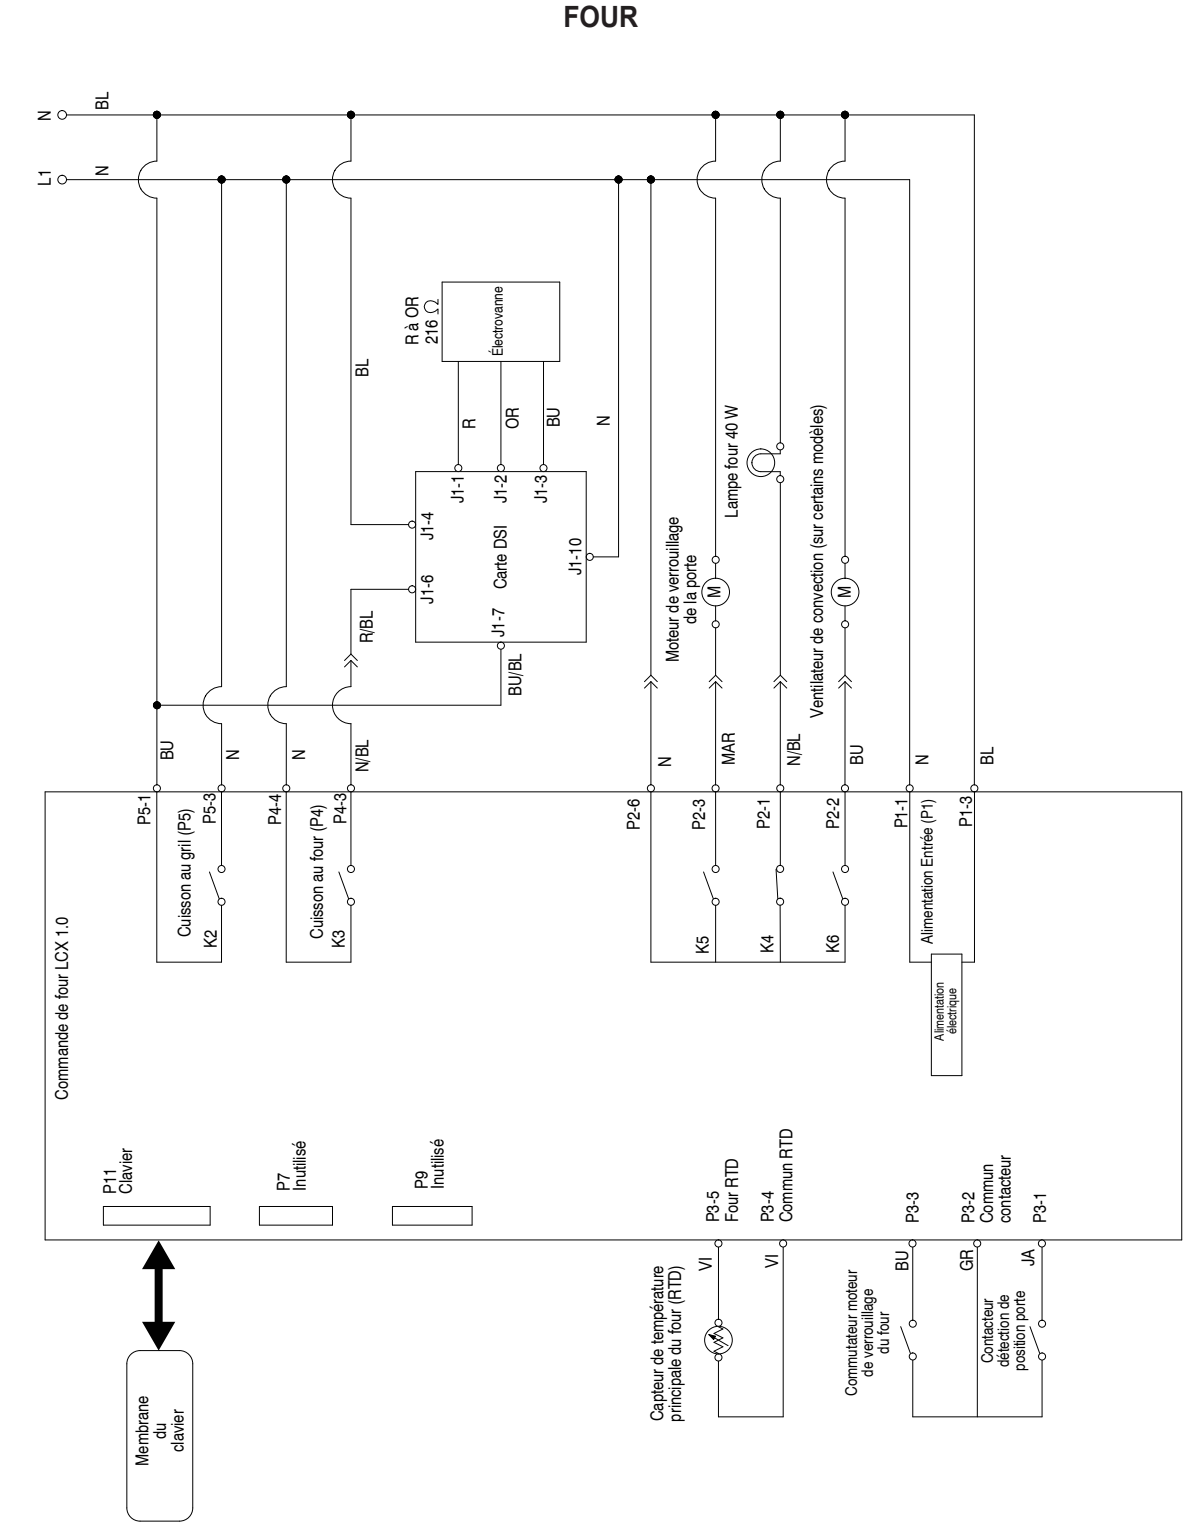 FOUR
N
BL
L1
N
R à OR
216 Ω
Électrovanne
BL
R
OR
BU
N
J1-1
J1-2
J1-3
J1-4
J1-6
Carte DSI
J1-10
J1-7
R/BL
BU/BL
Lampe four 40 W
Moteur de verrouillage
de la porte
M
Ventilateur de convection (sur certains modèles)
M
BU
N
N
N/BL
N
MAR
N/BL
BU
N
BL
P5-1
P5-3
P4-4
P4-3
P2-6
P2-3
P2-1
P2-2
P1-1
P1-3
Commande de four LCX 1.0
Cuisson au gril (P5)
K2
Cuisson au four (P4)
K3
K5
K4
K6
Alimentation Entrée (P1)
Alimentation
électrique
P11
Clavier
P7
Inutilisé
P9
Inutilisé
P3-5
Four RTD
P3-4
Commun RTD
P3-3
P3-2
Commun
contacteur
P3-1
VI
VI
BU
GR
JA
Capteur de température
principale du four (RTD)
Commutateur moteur
de verrouillage
du four
Contacteur
détection de
position porte
Membrane
du
clavier